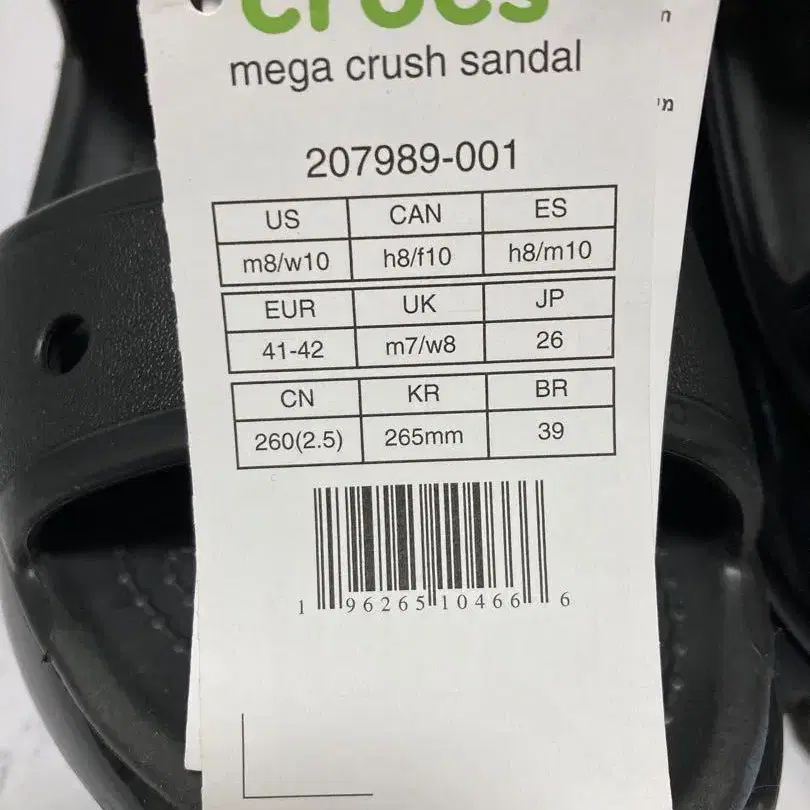 crocs
mega crush sandal
207989-001
US CAN ES
m8/w10 h8/f10 h8/m10
EUR UK JP
41-42 m7/w8 26
CN KR BR
260(2.5) 265mm 39
1 96265 10466 6